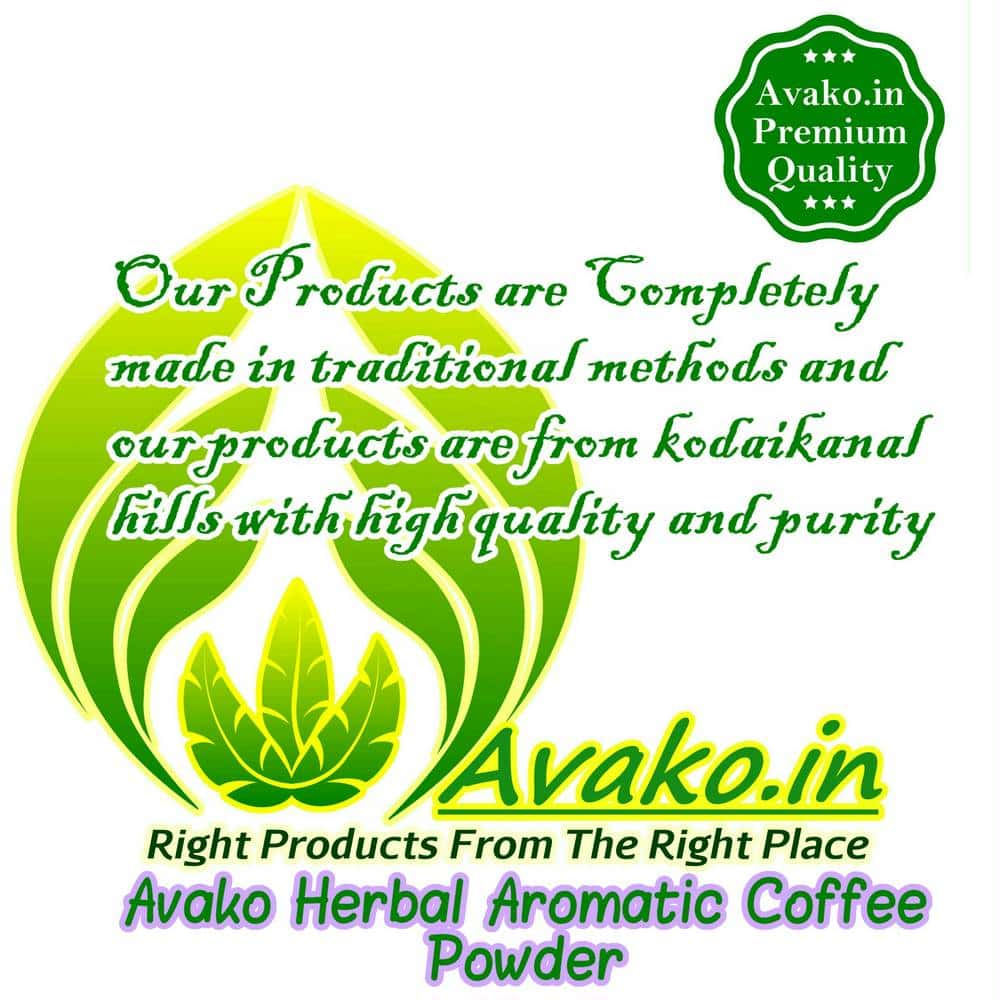 Avako.in
Premium
Quality
Our Products are Completely
made in traditional methods and
our products are from kodaikanal
hills with high quality and purity
Avako.in
Right Products From The Right Place
Avako Herbal Aromatic Coffee
Powder